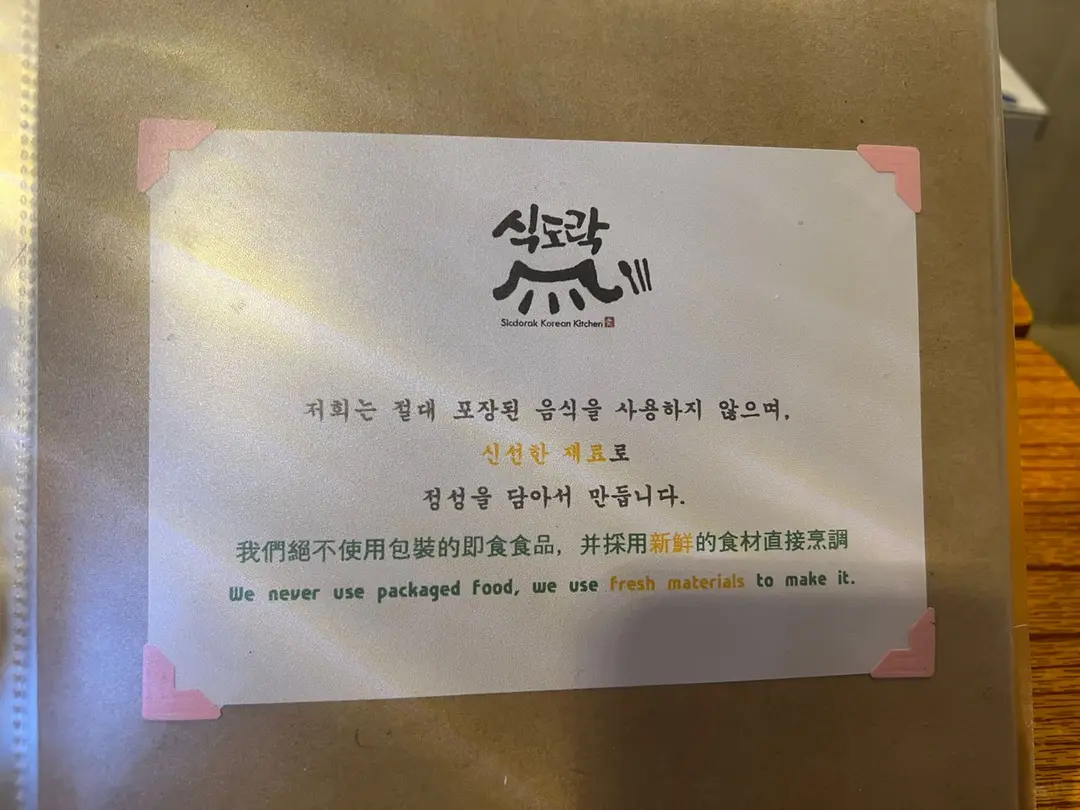 식도락
Sicdorak Korean Kitchen
저희는 절대 포장된 음식을 사용하지 않으며,
신선한 재료로
정성을 담아서 만듭니다.
我們絕不使用包裝的即食食品，并採用新鮮的食材直接烹調
We never use packaged food, we use fresh materials to make it.